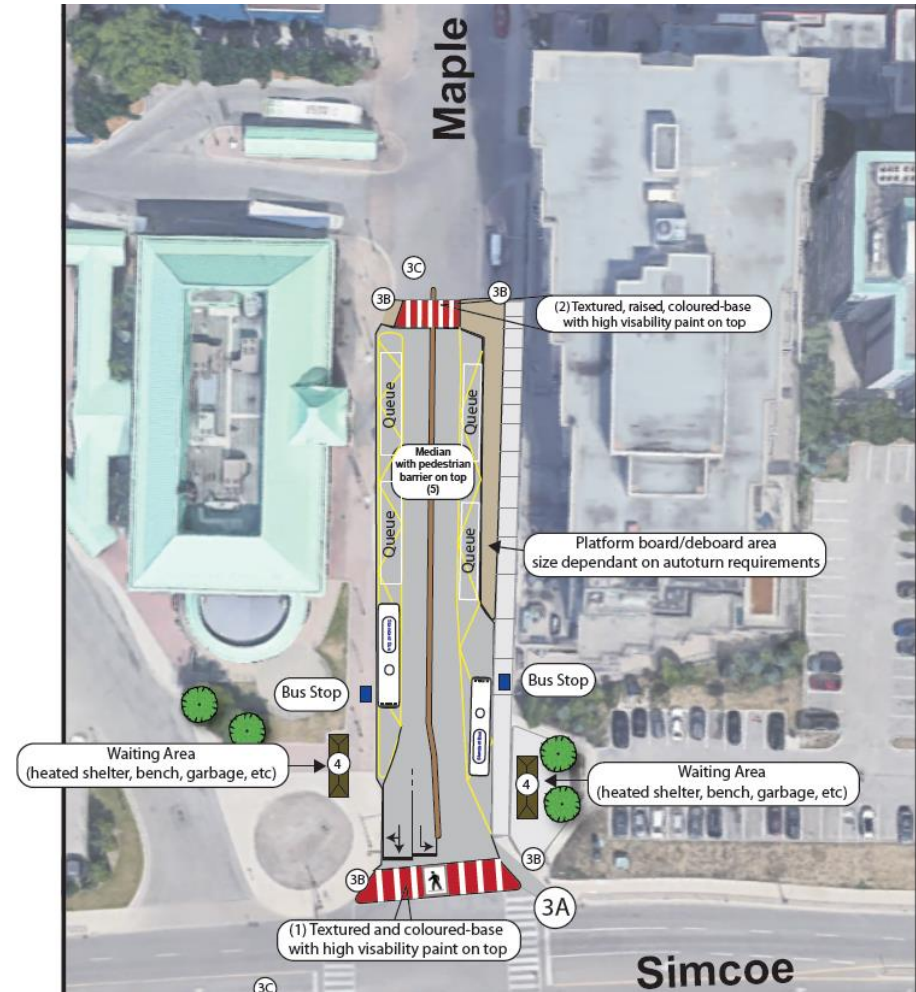 Maple
3C
3B
3B
(2) Textured, raised, coloured-base
with high visability paint on top
Queue
Queue
Median
with pedestrian
barrier on top
(5)
Queue
Queue
Platform board/deboard area
size dependant on autoturn requirements
Bus Stop
Bus Stop
Waiting Area
(heated shelter, bench, garbage, etc)
4
4
Waiting Area
(heated shelter, bench, garbage, etc)
3B
3B
3A
(1) Textured and coloured-base
with high visability paint on top
Simcoe
3C